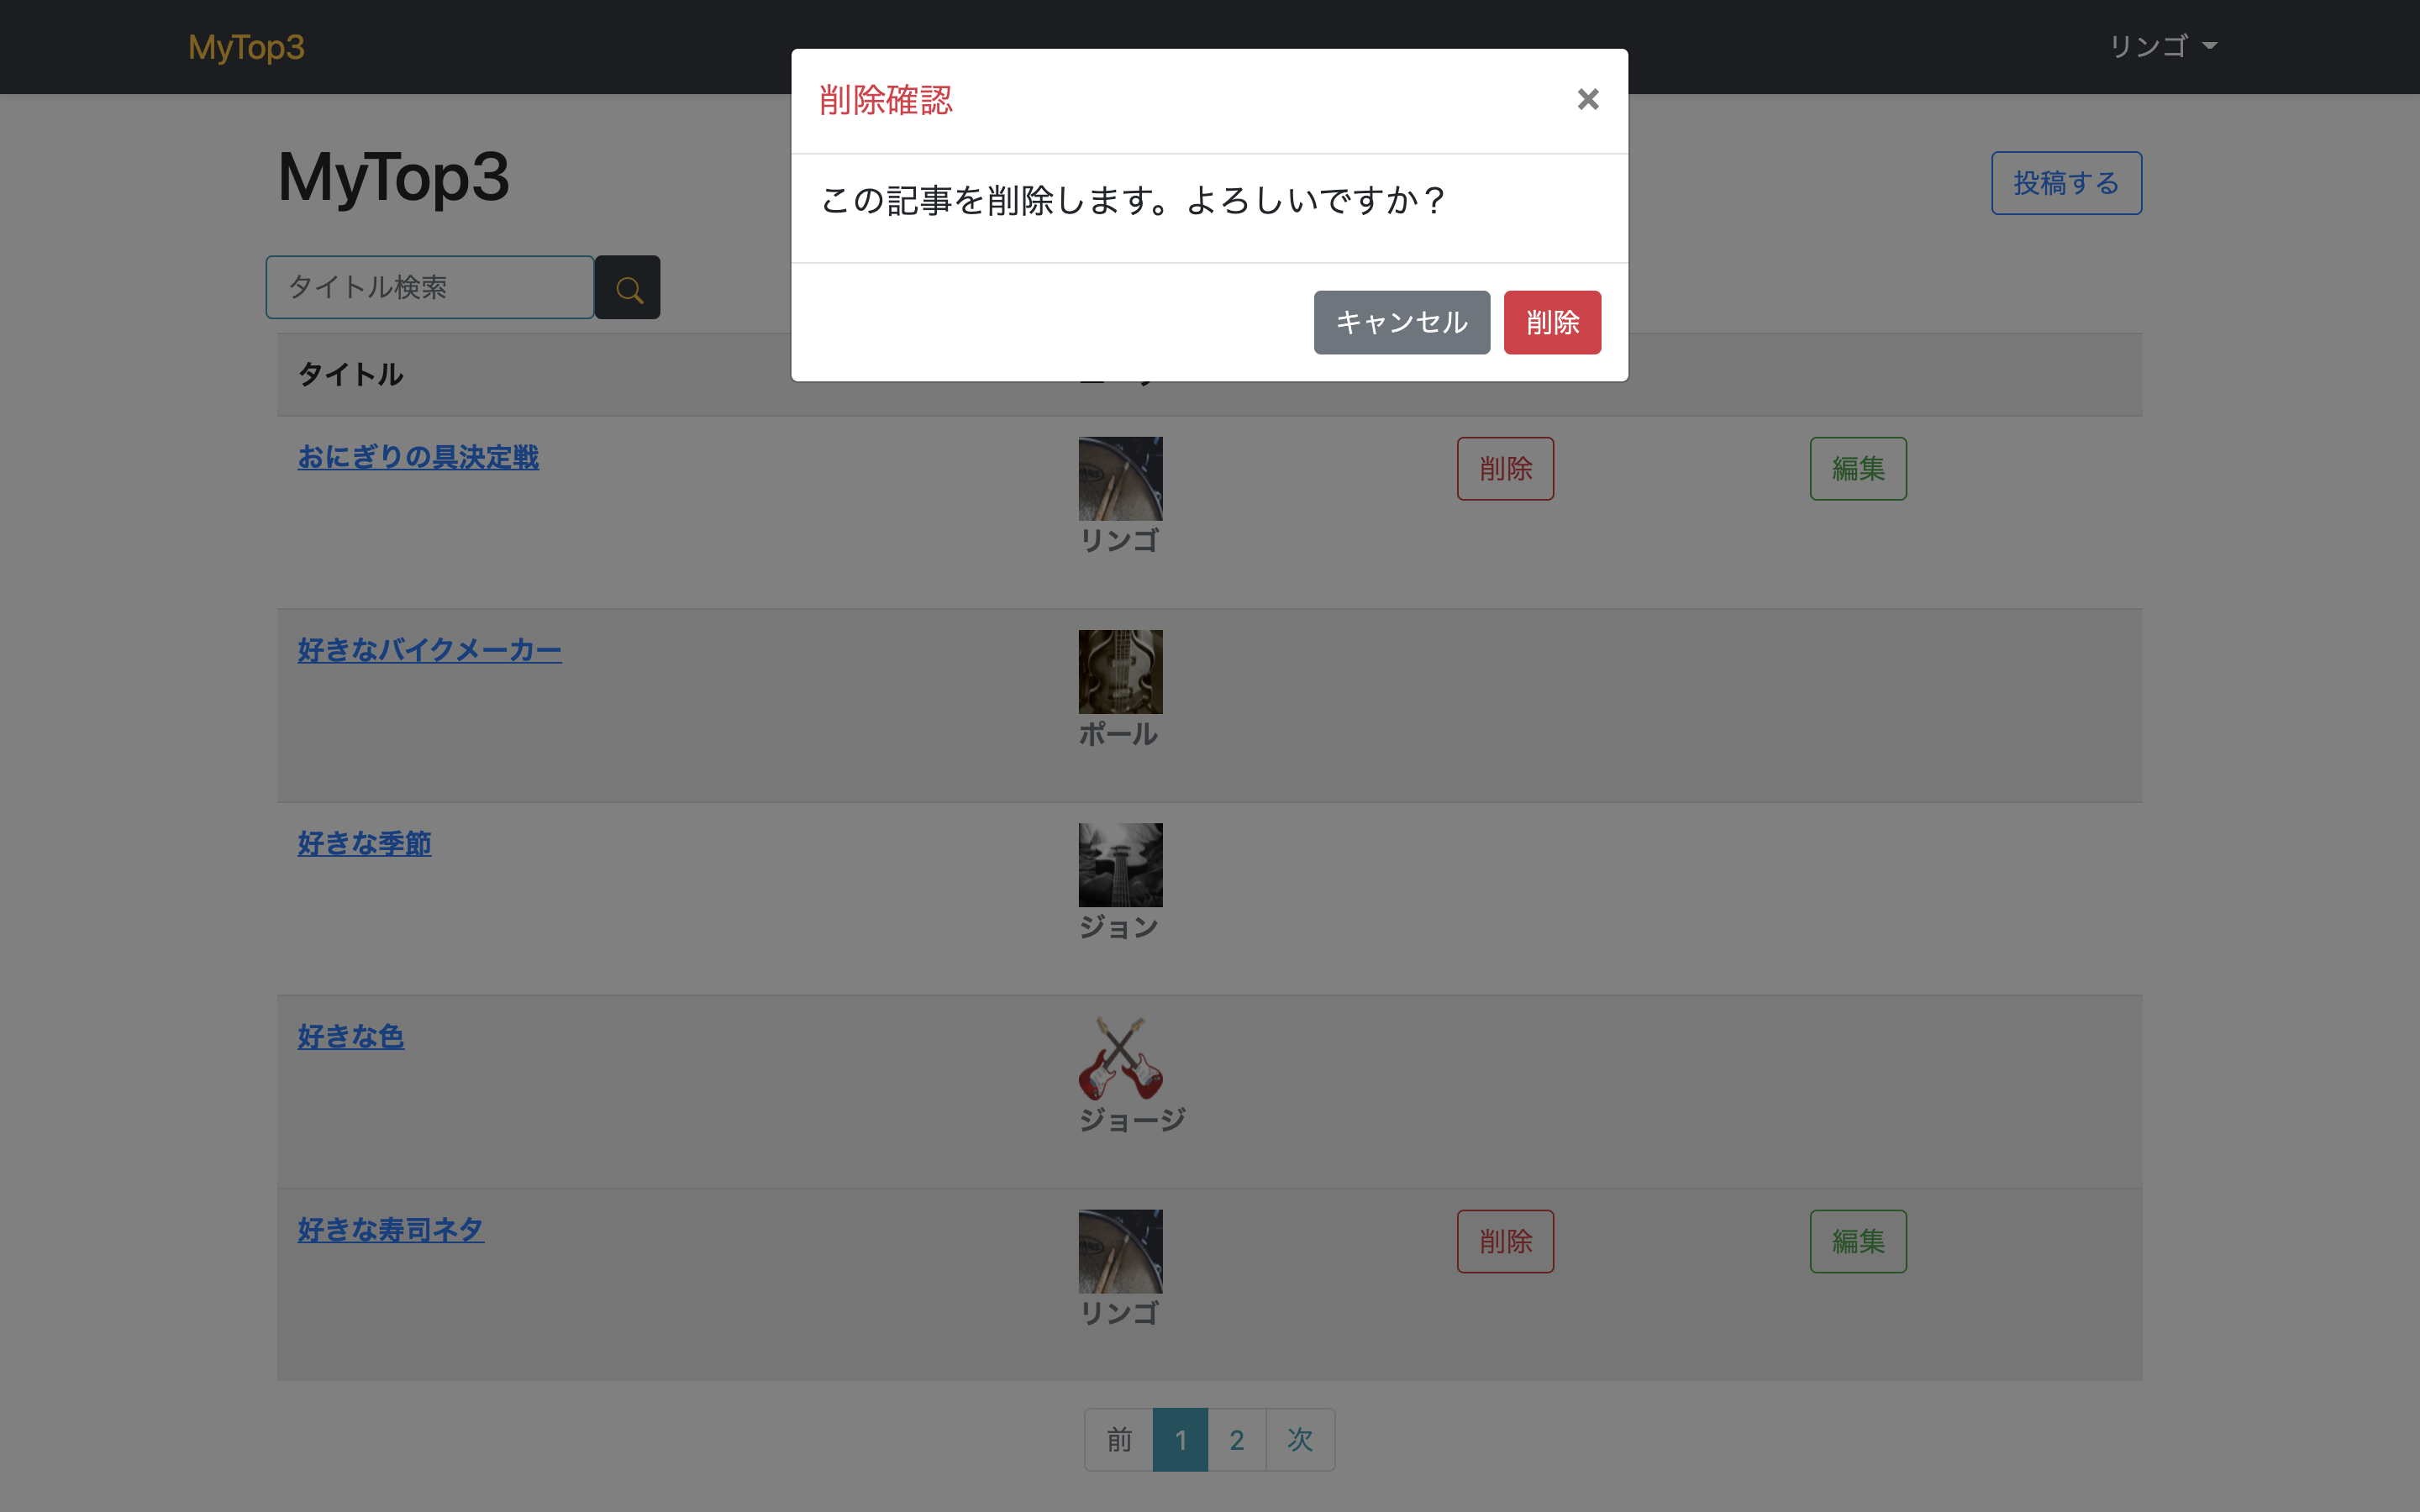 MyTop3
リンゴ
削除確認
×
この記事を削除します。よろしいですか？
キャンセル 削除
MyTop3
投稿する
タイトル検索
タイトル
おにぎりの具決定戦
削除 編集
リンゴ
好きなバイクメーカー
ポール
好きな季節
ジョン
好きな色
ジョージ
好きな寿司ネタ
削除 編集
リンゴ
前 1 2 次